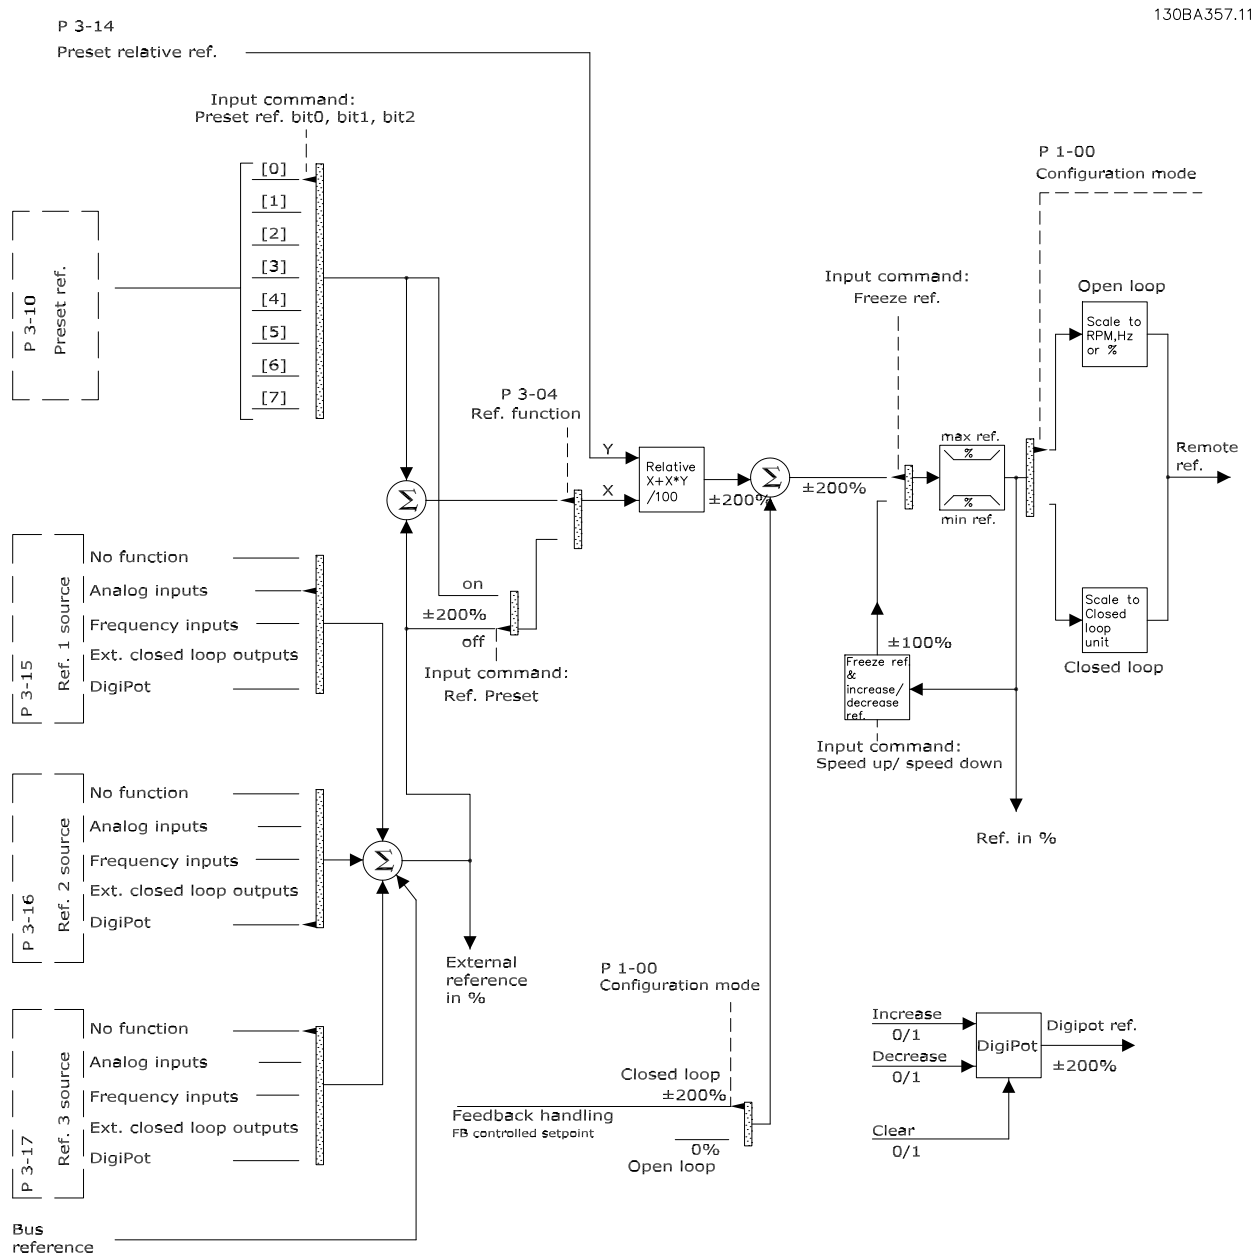 130BA357.11
P 3-14
Preset relative ref.
Input command:
Preset ref. bit0, bit1, bit2
[0]
[1]
[2]
[3]
[4]
[5]
[6]
[7]
P 3-10
Preset ref.
P 1-00
Configuration mode
Input command:
Freeze ref.
Open loop
Scale to
RPM,Hz
or %
P 3-04
Ref. function
Y
X
Relative
X+X*Y
/100
±200%
Σ
±200%
max ref.
%
%
min ref.
Remote
ref.
Σ
on
±200%
off
Input command:
Ref. Preset
±100%
Freeze ref.
&
increase/
decrease
ref.
Input command:
Speed up/ speed down
Scale to
Closed
loop
unit
Closed loop
Ref. in %
P 3-15
Ref. 1 source
No function
Analog inputs
Frequency inputs
Ext. closed loop outputs
DigiPot
P 3-16
Ref. 2 source
No function
Analog inputs
Frequency inputs
Ext. closed loop outputs
DigiPot
Σ
External
reference
in %
P 3-17
Ref. 3 source
No function
Analog inputs
Frequency inputs
Ext. closed loop outputs
DigiPot
Bus
reference
P 1-00
Configuration mode
Closed loop
±200%
Feedback handling
FB controlled setpoint
0%
Open loop
Increase
0/1
Decrease
0/1
Clear
0/1
DigiPot
Digipot ref.
±200%